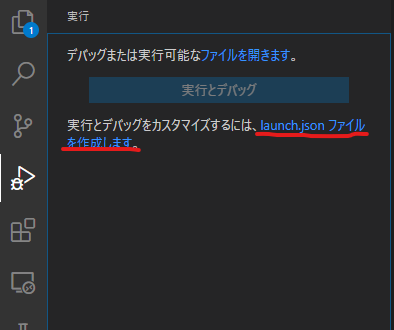 実行
1
デバッグまたは実行可能なファイルを開きます。
実行とデバッグ
実行とデバッグをカスタマイズするには、launch.json ファイル
を作成します。